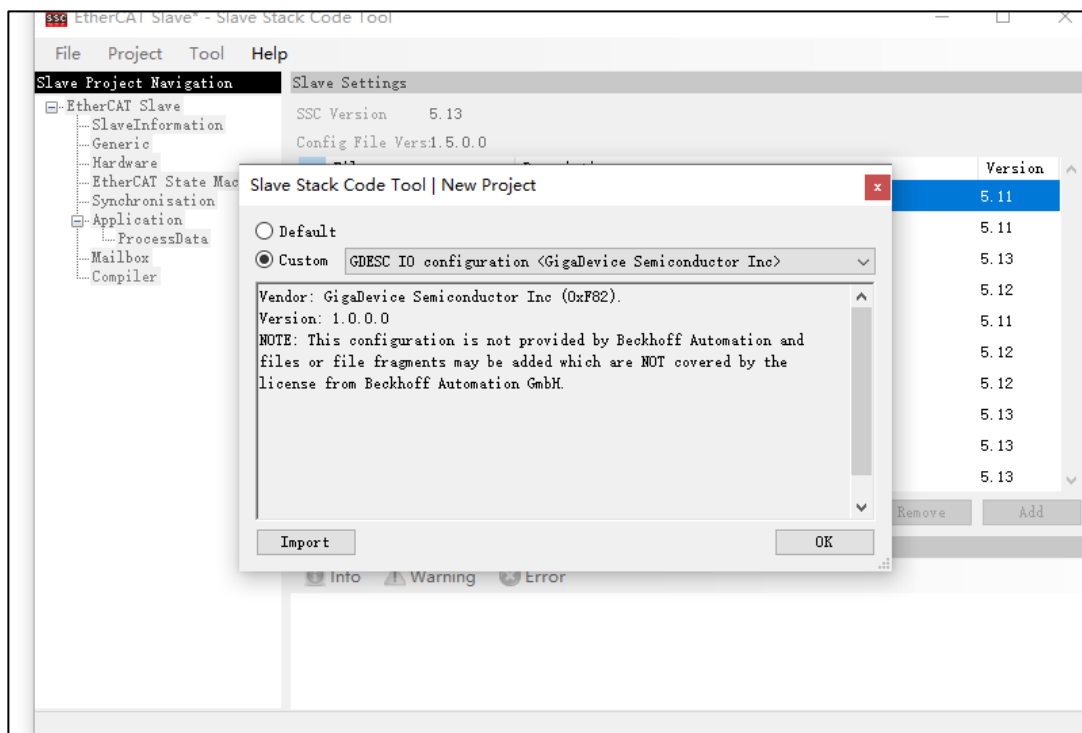 SSC EtherCAT Slave* - Slave Stack Code Tool
File Project Tool Help
Slave Project Navigation
EtherCAT Slave
SlaveInformation
Generic
Hardware
EtherCAT State Mac
Synchronisation
Application
ProcessData
Mailbox
Compiler
Slave Settings
SSC Version 5.13
Config File Vers1.5.0.0
Version
5.11
5.11
5.13
5.12
5.11
5.12
5.12
5.13
5.13
5.13
Remove Add
Slave Stack Code Tool | New Project
x
Default
Custom GDESC IO configuration <GigaDevice Semiconductor Inc>
Vendor: GigaDevice Semiconductor Inc (0xF82).
Version: 1.0.0.0
NOTE: This configuration is not provided by Beckhoff Automation and
files or file fragments may be added which are NOT covered by the
license from Beckhoff Automation GmbH.
Import OK
Info Warning Error